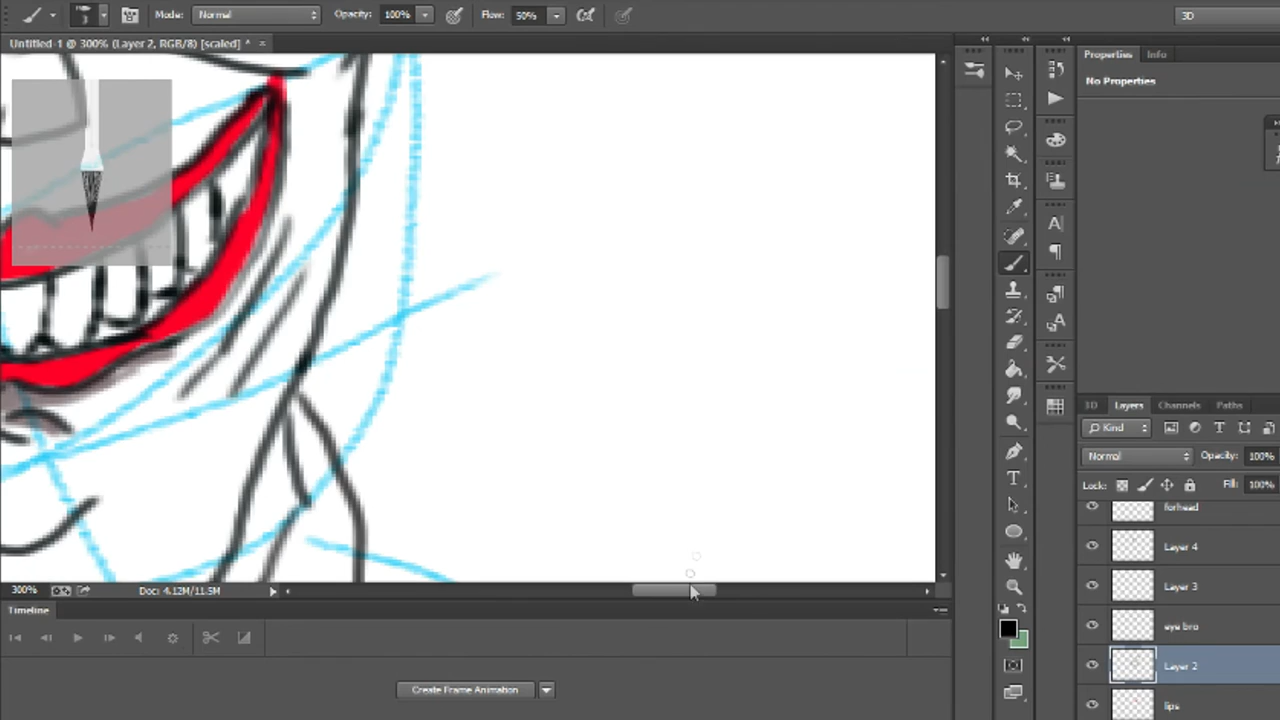 3 Mode: Normal Opacity: 100% Flow: 50% 3D
Untitled-1 @ 300% (Layer 2, RGB/8) [scaled] * ×
Properties Info
No Properties
3D Layers Channels Paths
Kind
Normal Opacity: 100%
Lock: Fill: 100%
forhead
Layer 4
Layer 3
eye bro
Layer 2
lips
300% Doc: 4.12M/11.5M
Timeline
Create Frame Animation